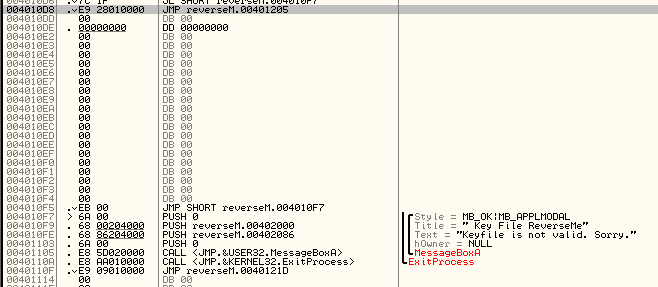 004010D6 .▾7C 1F JL SHORT reverseM.004010F7
004010D8 .▾E9 28010000 JMP reverseM.00401205
004010DD 00 DB 00
004010DE . 00000000 DD 00000000
004010E2 00 DB 00
004010E3 00 DB 00
004010E4 00 DB 00
004010E5 00 DB 00
004010E6 00 DB 00
004010E7 00 DB 00
004010E8 00 DB 00
004010E9 00 DB 00
004010EA 00 DB 00
004010EB 00 DB 00
004010EC 00 DB 00
004010ED 00 DB 00
004010EE 00 DB 00
004010EF 00 DB 00
004010F0 00 DB 00
004010F1 00 DB 00
004010F2 00 DB 00
004010F3 00 DB 00
004010F4 00 DB 00
004010F5 .▾EB 00 JMP SHORT reverseM.004010F7
004010F7 > 6A 00 PUSH 0 Style = MB_OK|MB_APPLMODAL
004010F9 . 68 00204000 PUSH reverseM.00402000 Title = " Key File ReverseMe"
004010FE . 68 86204000 PUSH reverseM.00402086 Text = "Keyfile is not valid. Sorry."
00401103 . 6A 00 PUSH 0 hOwner = NULL
00401105 . E8 5D020000 CALL <JMP.&USER32.MessageBoxA> MessageBoxA
0040110A . E8 AA010000 CALL <JMP.&KERNEL32.ExitProcess> ExitProcess
0040110F .▾E9 09010000 JMP reverseM.0040121D
00401114 00 DB 00